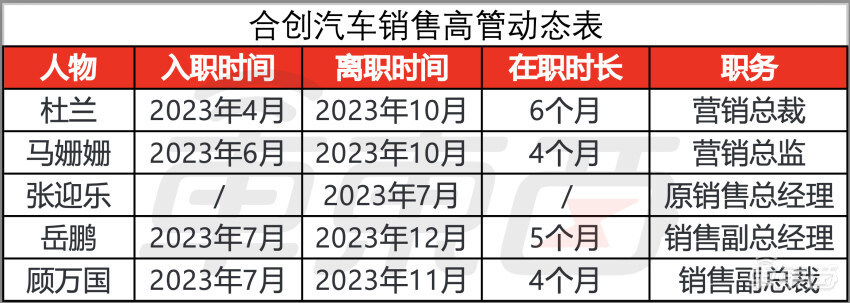 合创汽车销售高管动态表
人物 入职时间 离职时间 在职时长 职务
杜兰 2023年4月 2023年10月 6个月 营销总裁
马姗姗 2023年6月 2023年10月 4个月 营销总监
张迎乐 / 2023年7月 / 原销售总经理
岳鹏 2023年7月 2023年12月 5个月 销售副总经理
顾万国 2023年7月 2023年11月 4个月 销售副总裁
车东西